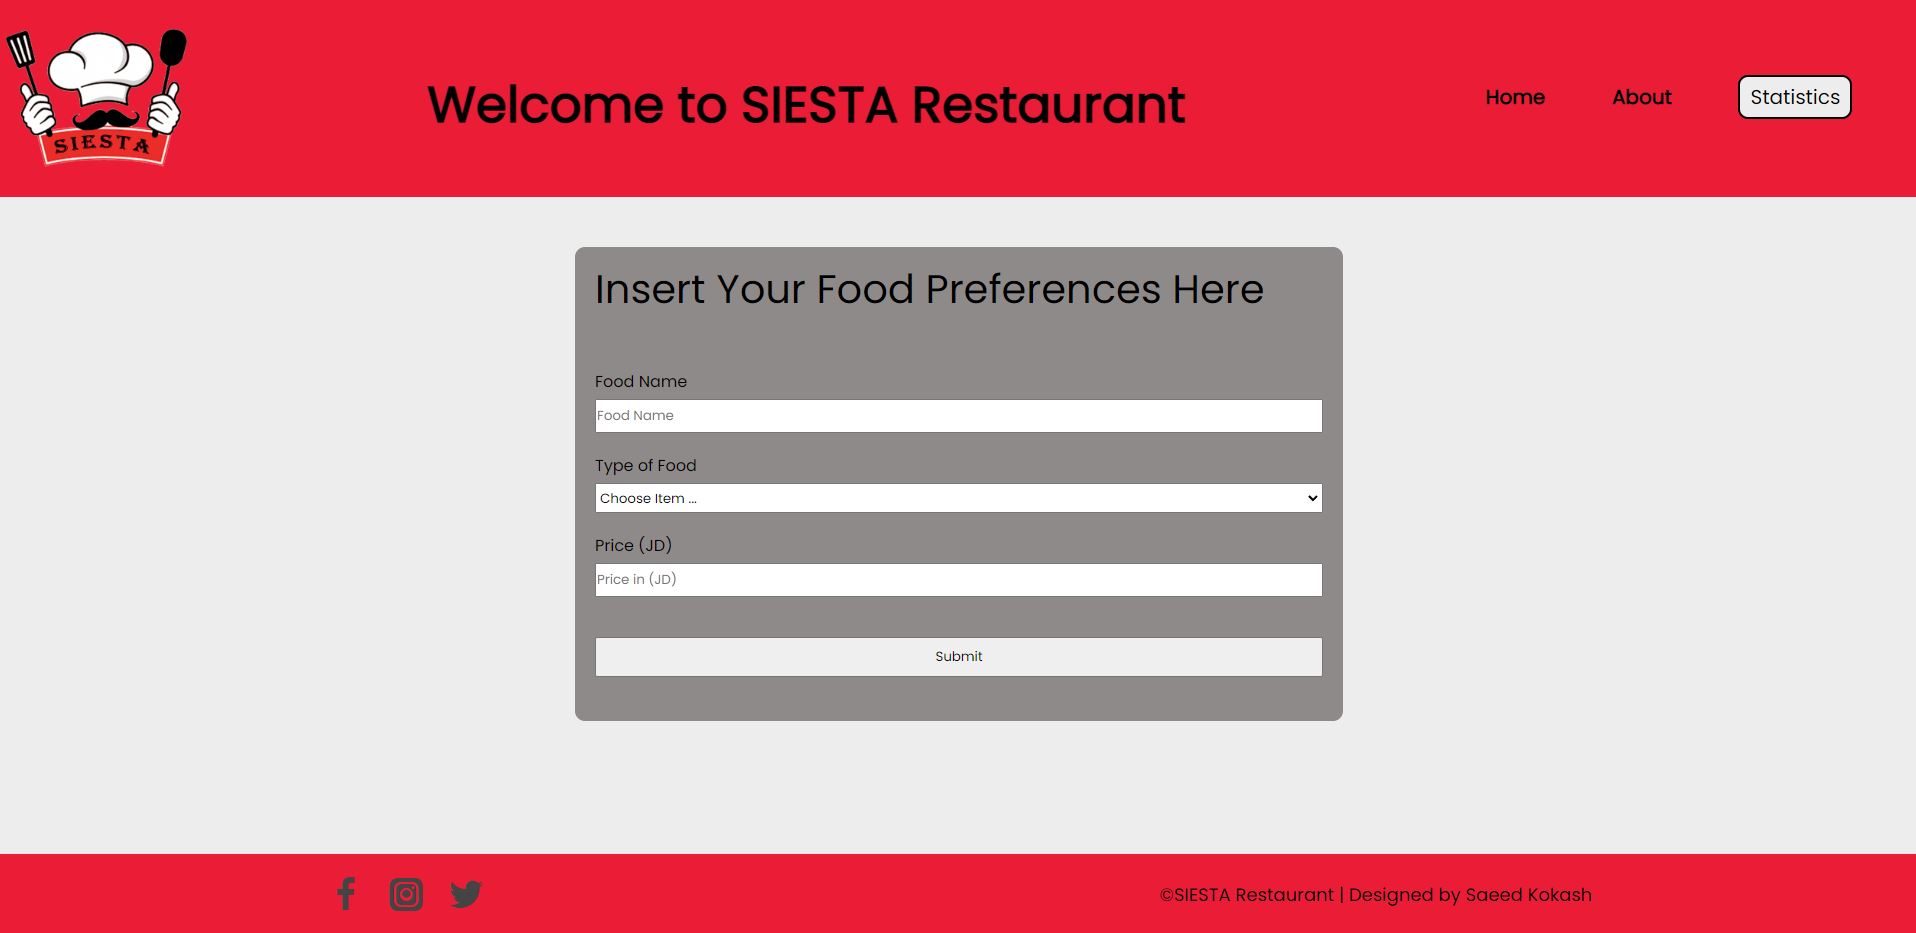 SIESTA
Welcome to SIESTA Restaurant
Home
About
Statistics
Insert Your Food Preferences Here
Food Name
Food Name
Type of Food
Choose Item ...
Price (JD)
Price in (JD)
Submit
©SIESTA Restaurant | Designed by Saeed Kokash